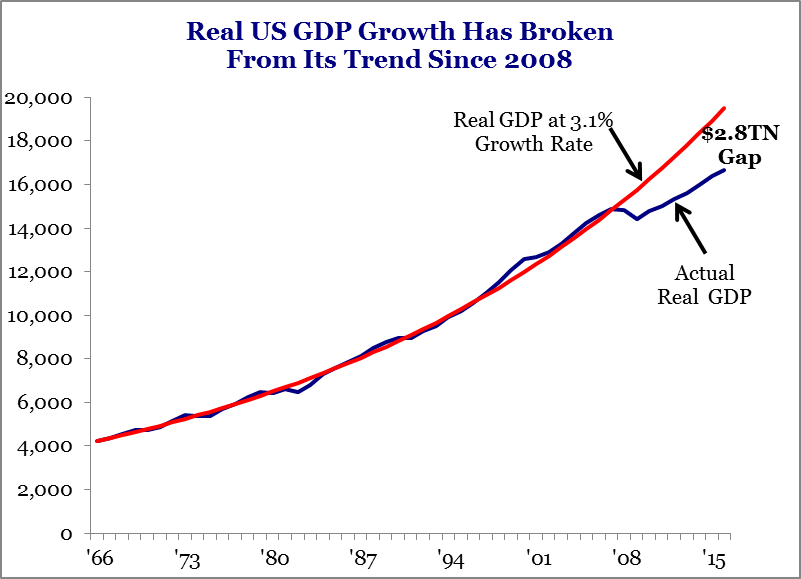 Real US GDP Growth Has Broken
From Its Trend Since 2008
20,000
18,000
16,000
14,000
12,000
10,000
8,000
6,000
4,000
2,000
0
Real GDP at 3.1%
Growth Rate
$2.8TN
Gap
Actual
Real GDP
'66 '73 '80 '87 '94 '01 '08 '15